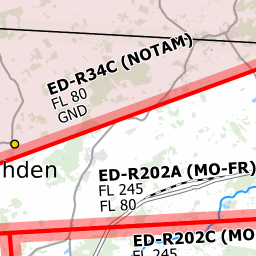 ED-R34C (NOTAM)
FL 80
GND
hden
ED-R202A (MO-FR)
FL 245
FL 80
ED-R202C (MO
FL 245